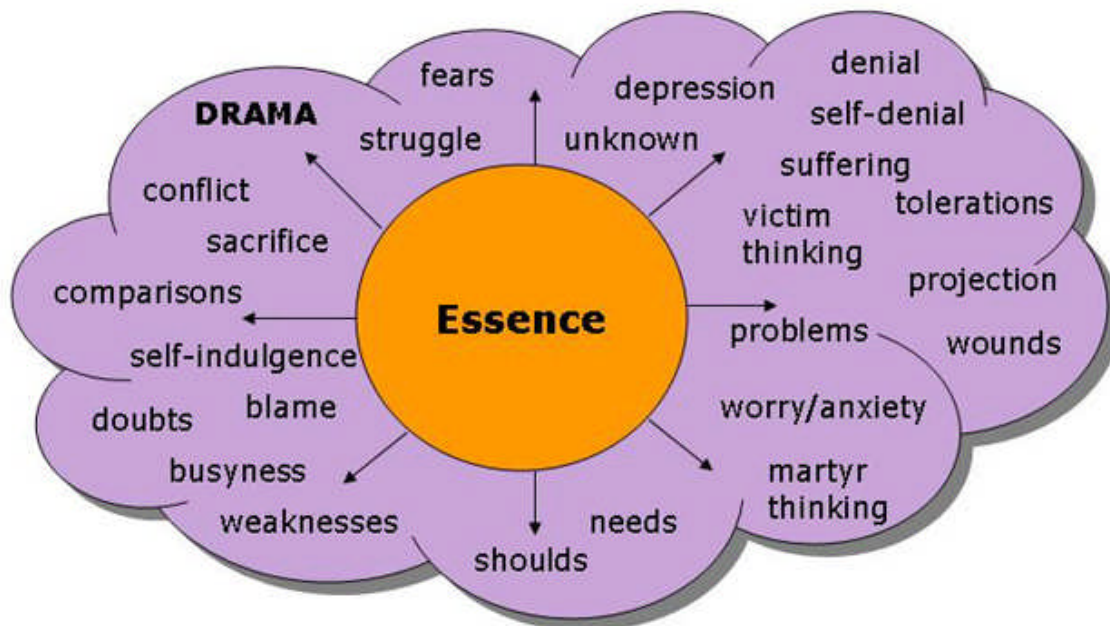 fears
depression
denial
DRAMA
struggle
unknown
self-denial
suffering
conflict
sacrifice
victim
thinking
tolerations
comparisons
Essence
projection
problems
wounds
self-indulgence
doubts
blame
worry/anxiety
busyness
weaknesses
needs
martyr
thinking
shoulds